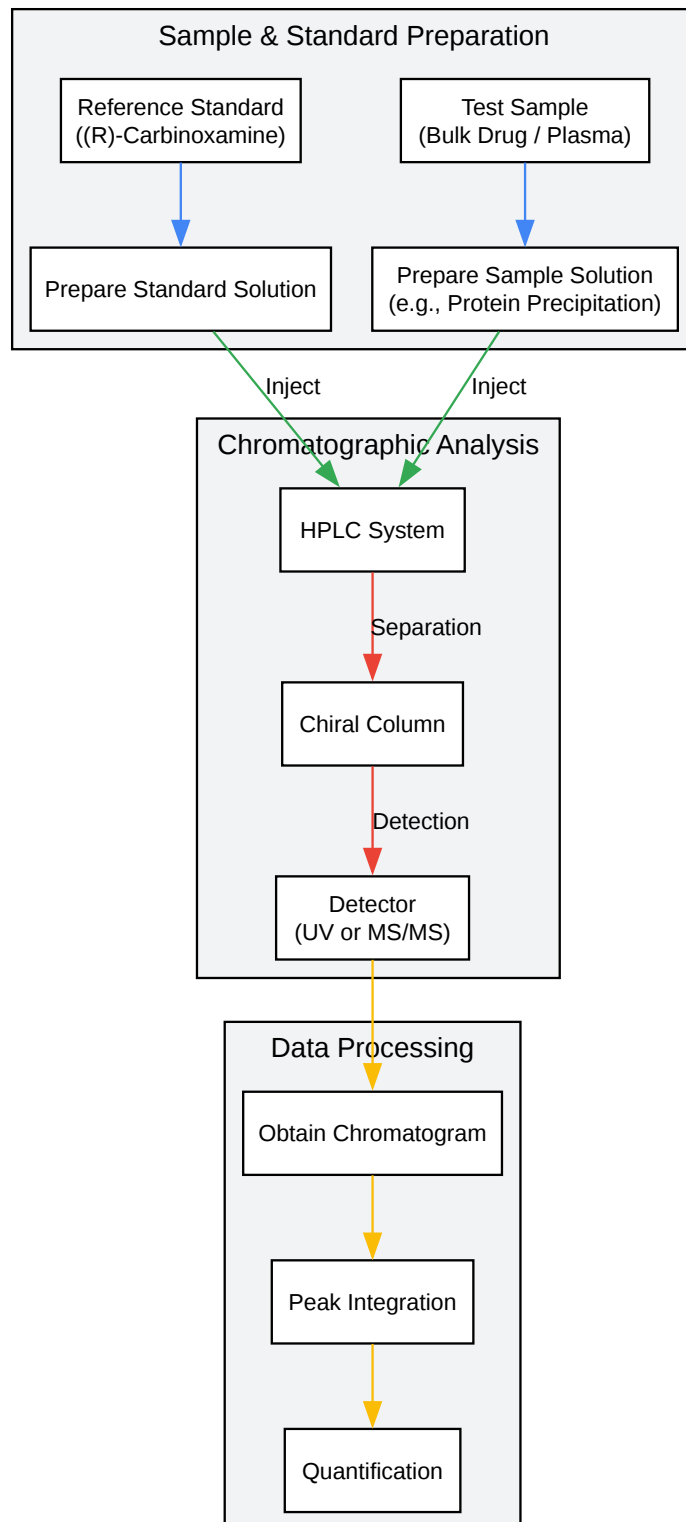 Sample & Standard Preparation
Reference Standard
((R)-Carbinoxamine)
Test Sample
(Bulk Drug / Plasma)
Prepare Standard Solution
Prepare Sample Solution
(e.g., Protein Precipitation)
Inject
Inject
Chromatographic Analysis
HPLC System
Separation
Chiral Column
Detection
Detector
(UV or MS/MS)
Data Processing
Obtain Chromatogram
Peak Integration
Quantification